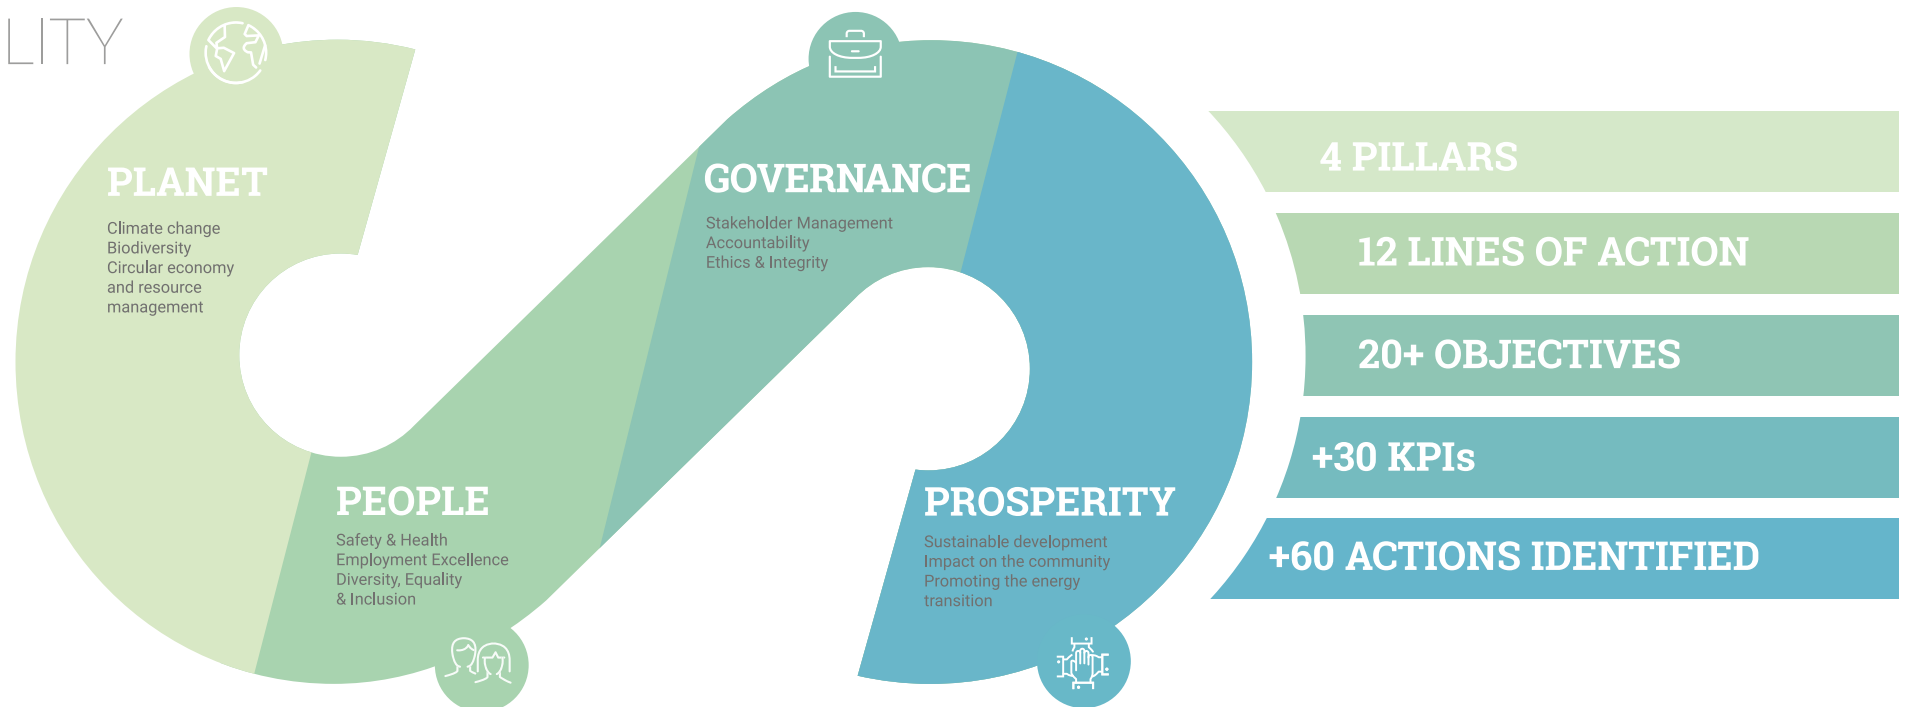 LITY
PLANET
Climate change
Biodiversity
Circular economy
and resource
management
PEOPLE
Safety & Health
Employment Excellence
Diversity, Equality
& Inclusion
GOVERNANCE
Stakeholder Management
Accountability
Ethics & Integrity
PROSPERITY
Sustainable development
Impact on the community
Promoting the energy
transition
4 PILLARS
12 LINES OF ACTION
20+ OBJECTIVES
+30 KPIs
+60 ACTIONS IDENTIFIED